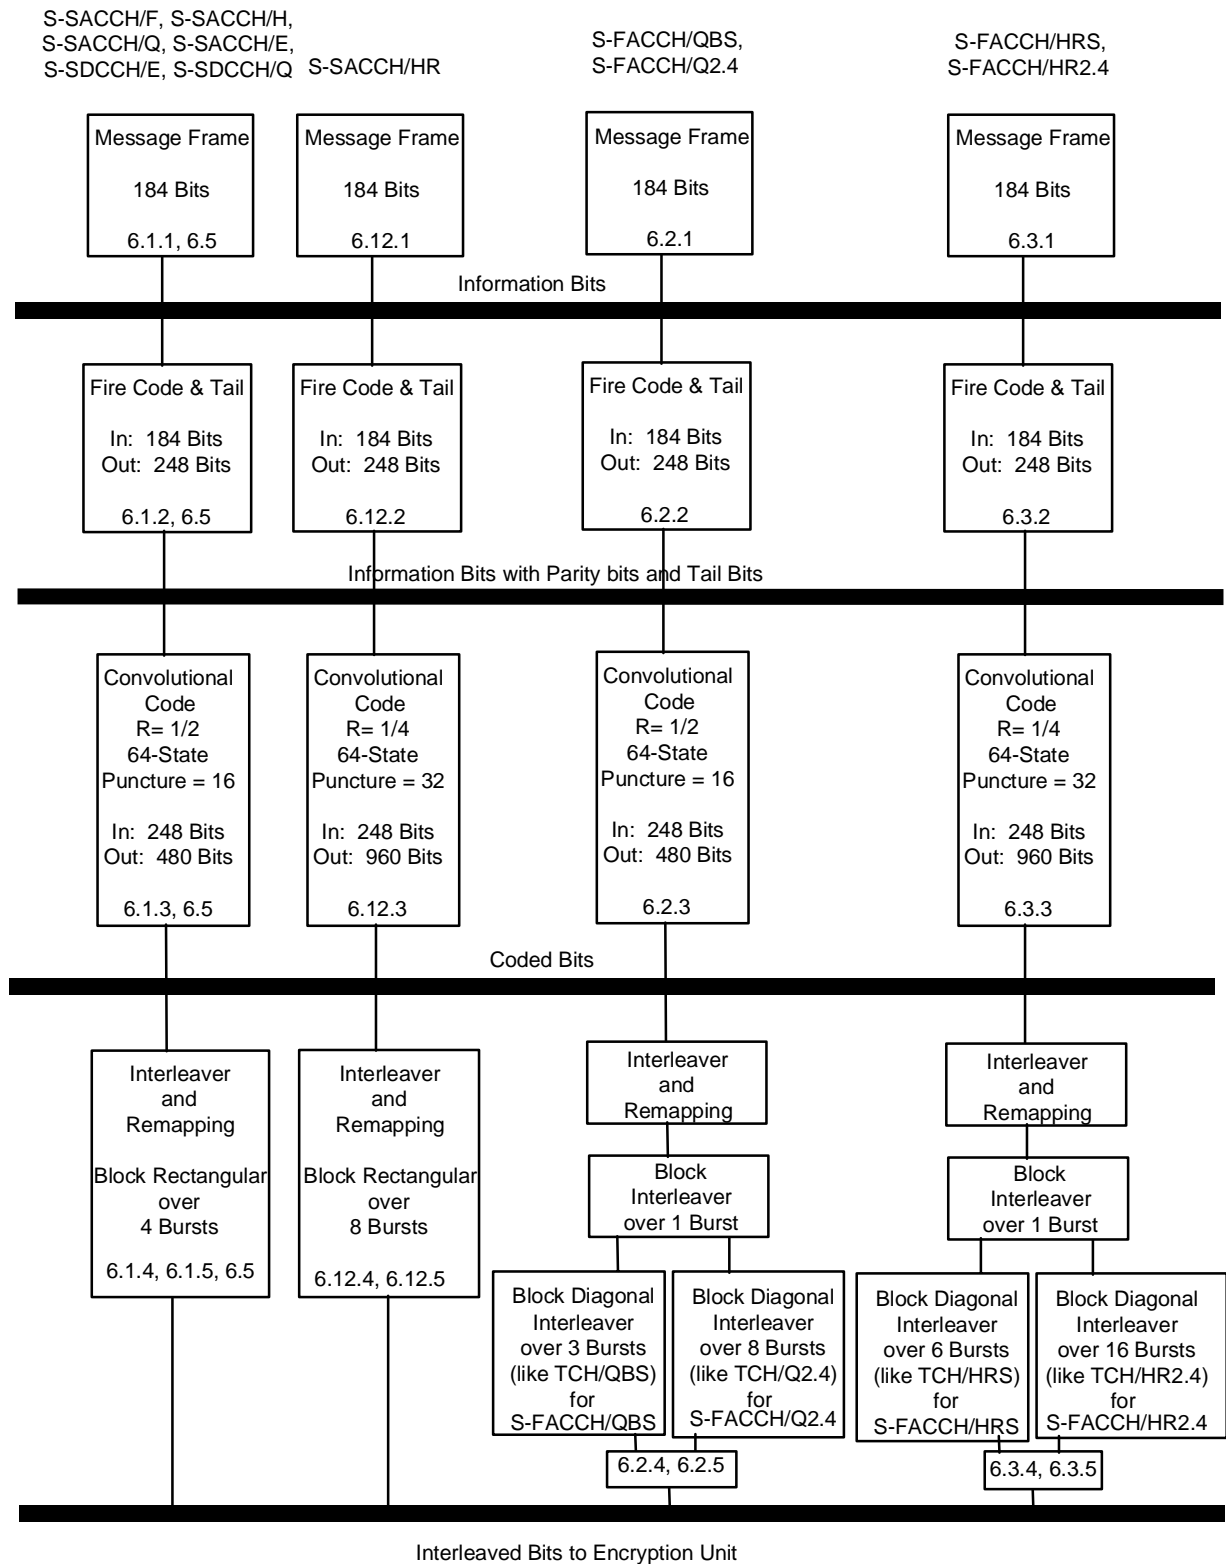 S-SACCH/F, S-SACCH/H,
S-SACCH/Q, S-SACCH/E,
S-SDCCH/E, S-SDCCH/Q
S-SACCH/HR
S-FACCH/QBS,
S-FACCH/Q2.4
S-FACCH/HRS,
S-FACCH/HR2.4
Message Frame
184 Bits
6.1.1, 6.5
Message Frame
184 Bits
6.12.1
Message Frame
184 Bits
6.2.1
Message Frame
184 Bits
6.3.1
Information Bits
Fire Code & Tail
In: 184 Bits
Out: 248 Bits
6.1.2, 6.5
Fire Code & Tail
In: 184 Bits
Out: 248 Bits
6.12.2
Fire Code & Tail
In: 184 Bits
Out: 248 Bits
6.2.2
Fire Code & Tail
In: 184 Bits
Out: 248 Bits
6.3.2
Information Bits with Parity bits and Tail Bits
Convolutional
Code
R= 1/2
64-State
Puncture = 16
In: 248 Bits
Out: 480 Bits
6.1.3, 6.5
Convolutional
Code
R= 1/4
64-State
Puncture = 32
In: 248 Bits
Out: 960 Bits
6.12.3
Convolutional
Code
R= 1/2
64-State
Puncture = 16
In: 248 Bits
Out: 480 Bits
6.2.3
Convolutional
Code
R= 1/4
64-State
Puncture = 32
In: 248 Bits
Out: 960 Bits
6.3.3
Coded Bits
Interleaver
and
Remapping
Block Rectangular
over
4 Bursts
6.1.4, 6.1.5, 6.5
Interleaver
and
Remapping
Block Rectangular
over
8 Bursts
6.12.4, 6.12.5
Interleaver
and
Remapping
Block
Interleaver
over 1 Burst
Block Diagonal
Interleaver
over 3 Bursts
(like TCH/QBS)
for
S-FACCH/QBS
Block Diagonal
Interleaver
over 8 Bursts
(like TCH/Q2.4)
for
S-FACCH/Q2.4
6.2.4, 6.2.5
Interleaver
and
Remapping
Block
Interleaver
over 1 Burst
Block Diagonal
Interleaver
over 6 Bursts
(like TCH/HRS)
for
S-FACCH/HRS
Block Diagonal
Interleaver
over 16 Bursts
(like TCH/HR2.4)
for
S-FACCH/HR2.4
6.3.4, 6.3.5
Interleaved Bits to Encryption Unit